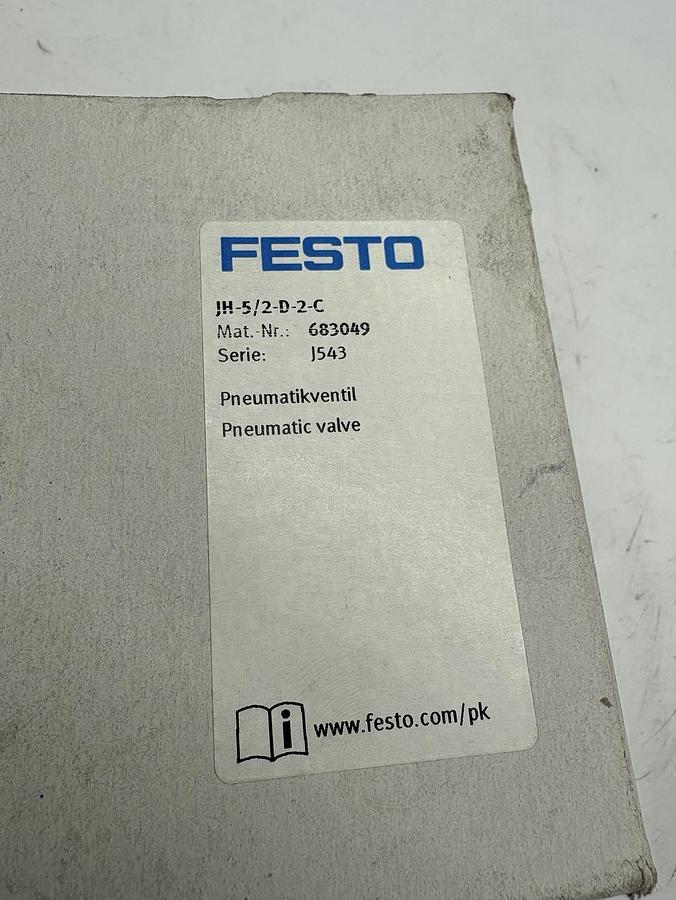 FESTO
JH-5/2-D-2-C
Mat.-Nr.: 683049
Serie: J543
Pneumatikventil
Pneumatic valve
i www.festo.com/pk